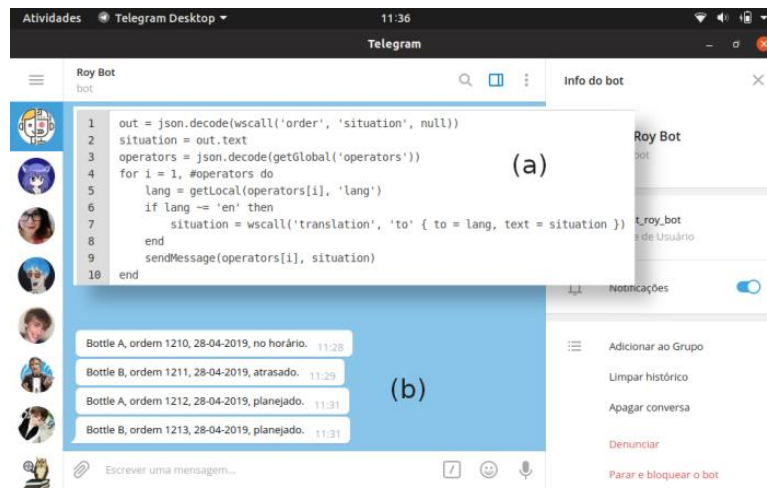 Atividades Telegram Desktop 11:36
Telegram
Roy Bot
bot
Info do bot
1 out = json.decode(wscall('order', 'situation', null))
2 situation = out.text
3 operators = json.decode(getGlobal('operators'))
4 for i = 1, #operators do
5 lang = getLocal(operators[i], 'lang')
6 if lang ~= 'en' then
7 situation = wscall('translation', 'to' { to = lang, text = situation })
8 end
9 sendMessage(operators[i], situation)
10 end
(a)
Roy Bot
bot
t_roy_bot
de Usuário
Notificações
Bottle A, ordem 1210, 28-04-2019, no horário. 11:28
Bottle B, ordem 1211, 28-04-2019, atrasado. 11:29
Bottle A, ordem 1212, 28-04-2019, planejado. 11:31
Bottle B, ordem 1213, 28-04-2019, planejado. 11:31
(b)
Escrever uma mensagem...
Adicionar ao Grupo
Limpar histórico
Apagar conversa
Denunciar
Parar e bloquear o bot